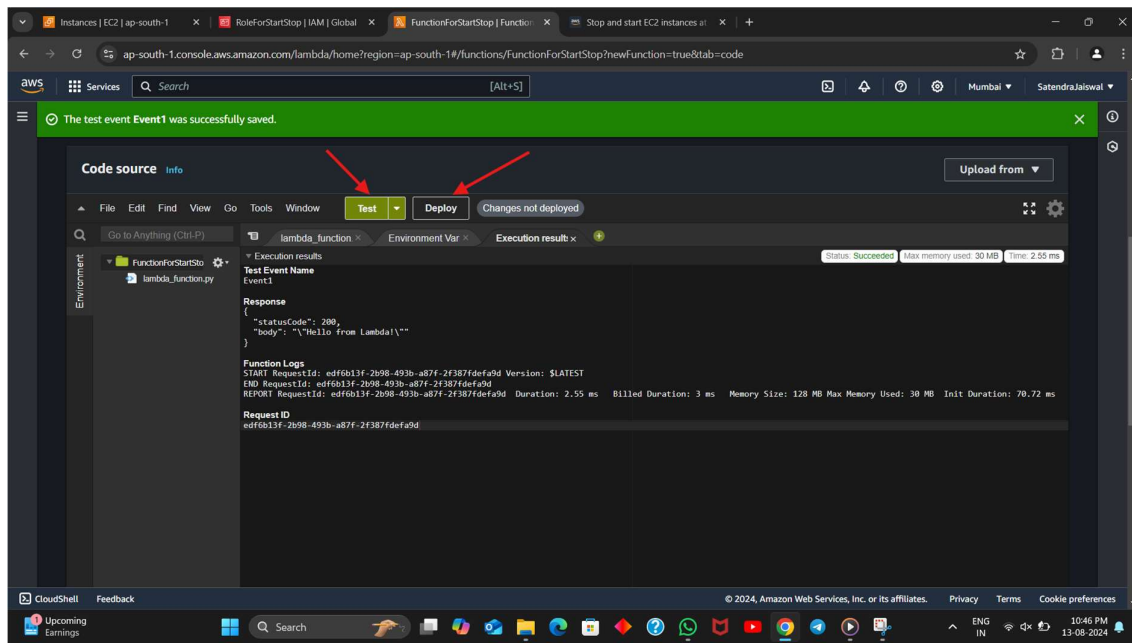 Instances | EC2 | ap-south-1
RoleForStartStop | IAM | Global
FunctionForStartStop | Function
Stop and start EC2 instances at
ap-south-1.console.aws.amazon.com/lambda/home?region=ap-south-1#/functions/FunctionForStartStop?newFunction=true&tab=code
aws
Services
Search
[Alt+S]
Mumbai
SatendraJaiswal
The test event Event1 was successfully saved.
Code source Info
Upload from
File Edit Find View Go Tools Window
Test
Deploy
Changes not deployed
Go to Anything (Ctrl-P)
lambda_function
Environment Var
Execution results
Environment
FunctionForStartSto
lambda_function.py
Execution results
Status: Succeeded
Max memory used: 30 MB
Time: 2.55 ms
Test Event Name
Event1
Response
{
"statusCode": 200,
"body": "\"Hello from Lambda!\""
}
Function Logs
START RequestId: edf6b13f-2b98-493b-a87f-2f387fdefa9d Version: $LATEST
END RequestId: edf6b13f-2b98-493b-a87f-2f387fdefa9d
REPORT RequestId: edf6b13f-2b98-493b-a87f-2f387fdefa9d Duration: 2.55 ms Billed Duration: 3 ms Memory Size: 128 MB Max Memory Used: 30 MB Init Duration: 70.72 ms
Request ID
edf6b13f-2b98-493b-a87f-2f387fdefa9d
CloudShell
Feedback
© 2024, Amazon Web Services, Inc. or its affiliates.
Privacy
Terms
Cookie preferences
1
Upcoming
Earnings
Search
ENG
IN
10:46 PM
13-08-2024